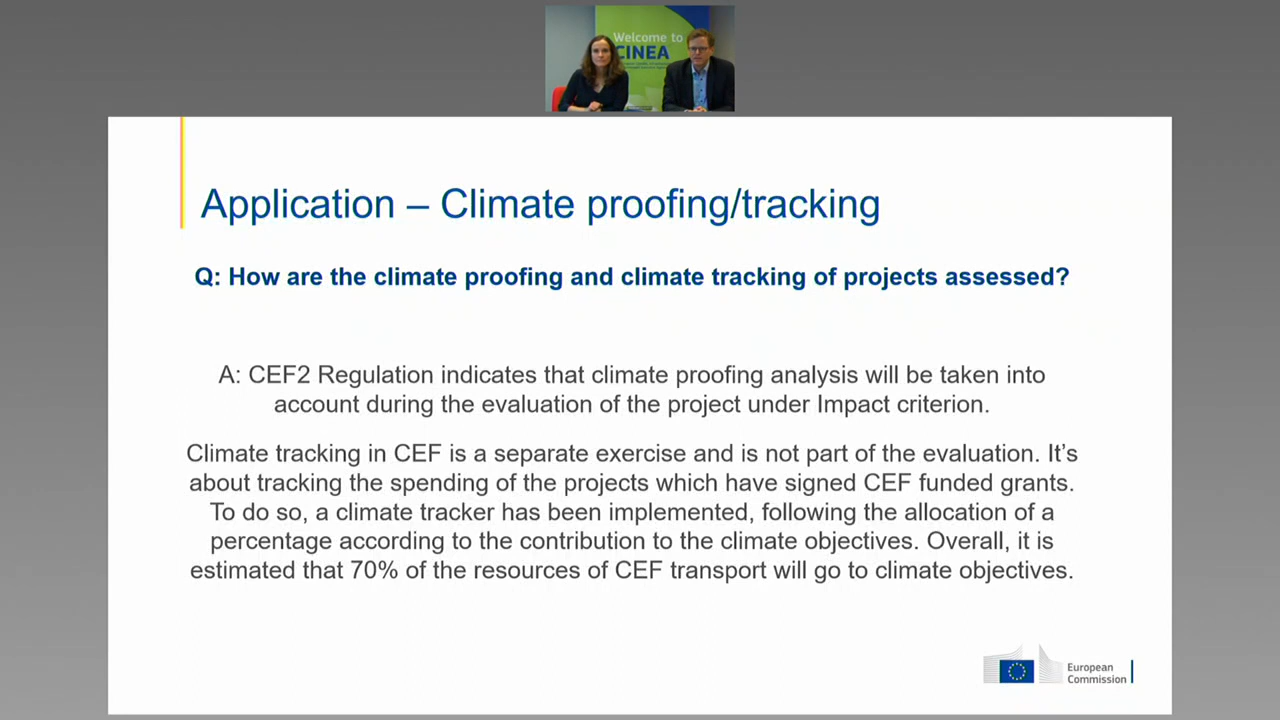 Welcome to
CINEA
Application – Climate proofing/tracking
Q: How are the climate proofing and climate tracking of projects assessed?
A: CEF2 Regulation indicates that climate proofing analysis will be taken into
account during the evaluation of the project under Impact criterion.
Climate tracking in CEF is a separate exercise and is not part of the evaluation. It’s
about tracking the spending of the projects which have signed CEF funded grants.
To do so, a climate tracker has been implemented, following the allocation of a
percentage according to the contribution to the climate objectives. Overall, it is
estimated that 70% of the resources of CEF transport will go to climate objectives.
European
Commission